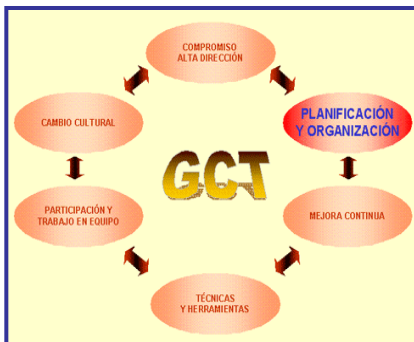 COMPROMISO
ALTA DIRECCIÓN
PLANIFICACIÓN
Y ORGANIZACIÓN
CAMBIO CULTURAL
GCT
PARTICIPACIÓN Y
TRABAJO EN EQUIPO
MEJORA CONTINUA
TÉCNICAS
Y HERRAMIENTAS